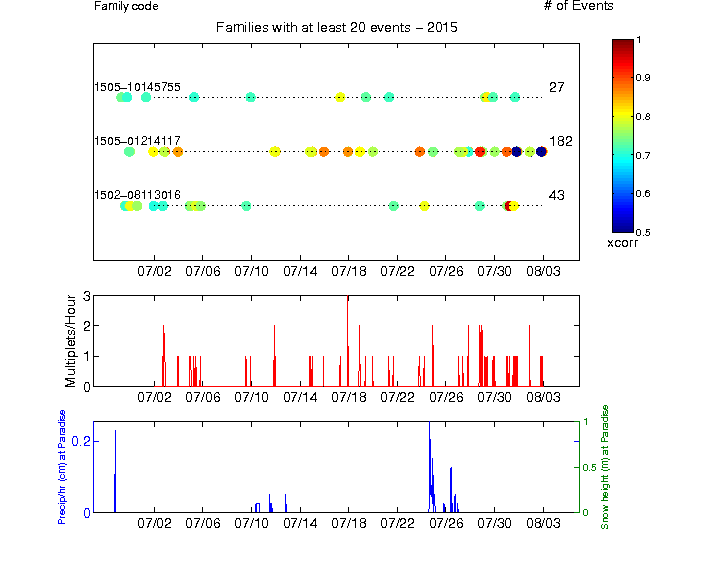 Family code # of Events
Families with at least 20 events − 2015
1505−10145755 27
1505−01214117 182
1502−08113016 43
07/02 07/06 07/10 07/14 07/18 07/22 07/26 07/30 08/03
1
0.9
0.8
0.7
0.6
0.5
xcorr
Multiplets/Hour
3
2
1
0
07/02 07/06 07/10 07/14 07/18 07/22 07/26 07/30 08/03
Precip/hr (cm) at Paradise
0.2
0
1
0.5
0
Snow height (m) at Paradise
07/02 07/06 07/10 07/14 07/18 07/22 07/26 07/30 08/03